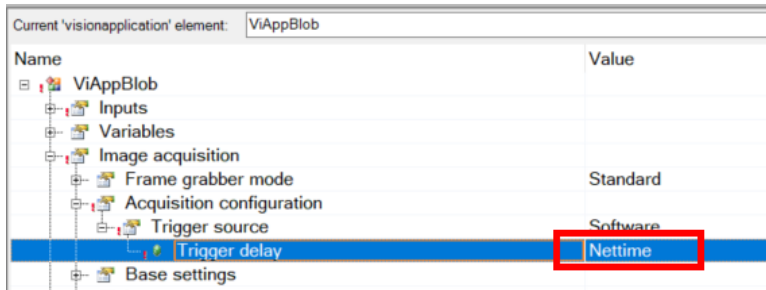 Current 'visionapplication' element: ViAppBlob
Name Value
ViAppBlob
Inputs
Variables
Image acquisition
Frame grabber mode Standard
Acquisition configuration
Trigger source Software
Trigger delay Nettime
Base settings